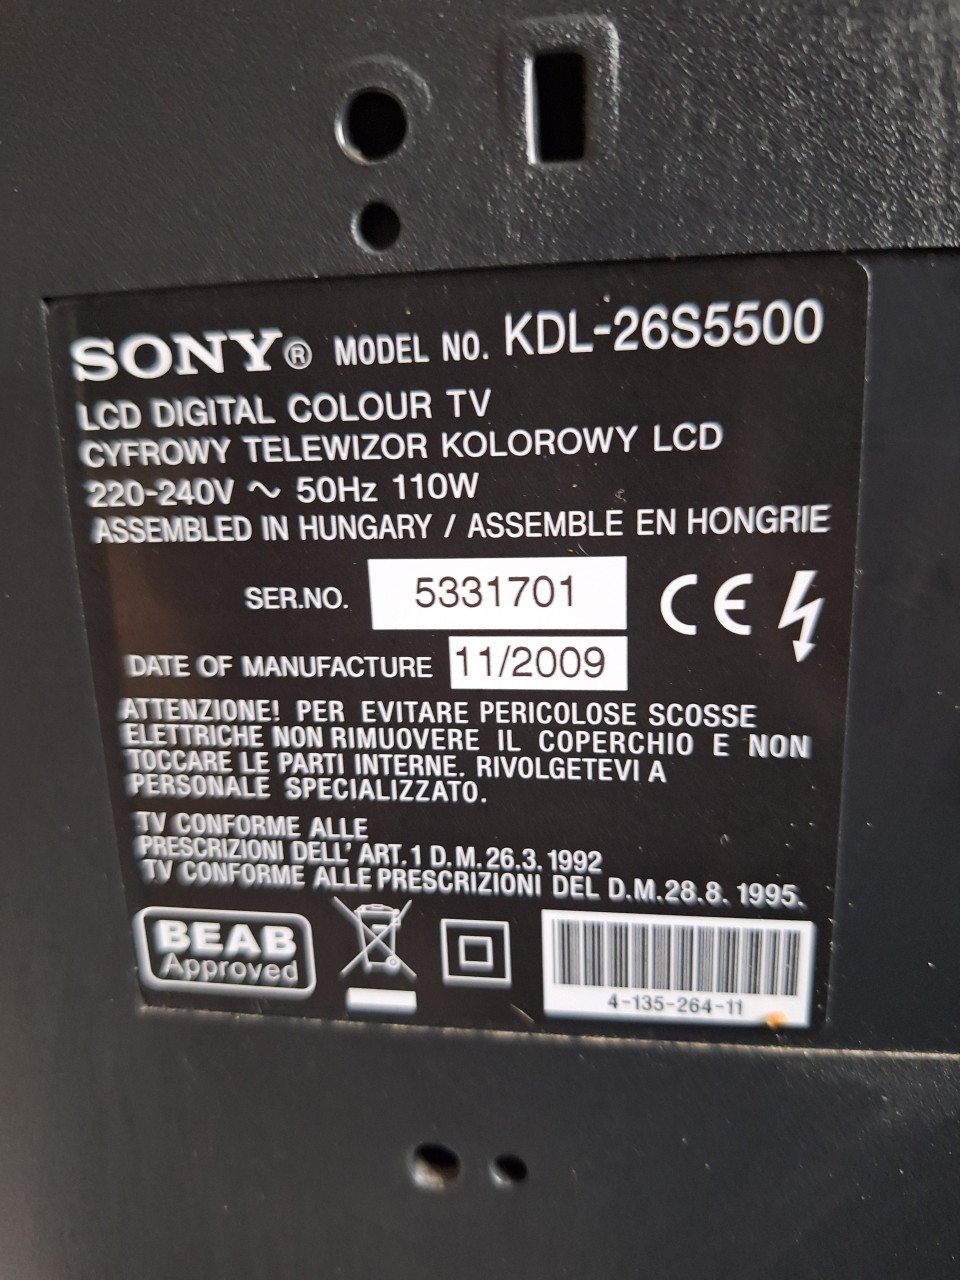 SONY® MODEL NO. KDL-26S5500
LCD DIGITAL COLOUR TV
CYFROWY TELEWIZOR KOLOROWY LCD
220-240V ~ 50Hz 110W
ASSEMBLED IN HUNGARY / ASSEMBLE EN HONGRIE
SER.NO. 5331701 CE
DATE OF MANUFACTURE 11/2009
ATTENZIONE! PER EVITARE PERICOLOSE SCOSSE
ELETTRICHE NON RIMUOVERE IL COPERCHIO E NON
TOCCARE LE PARTI INTERNE. RIVOLGETEVI A
PERSONALE SPECIALIZZATO.
TV CONFORME ALLE
PRESCRIZIONI DELL' ART.1 D.M.26.3.1992
TV CONFORME ALLE PRESCRIZIONI DEL D.M.28.8.1995.
BEAB
Approved
4-135-264-11